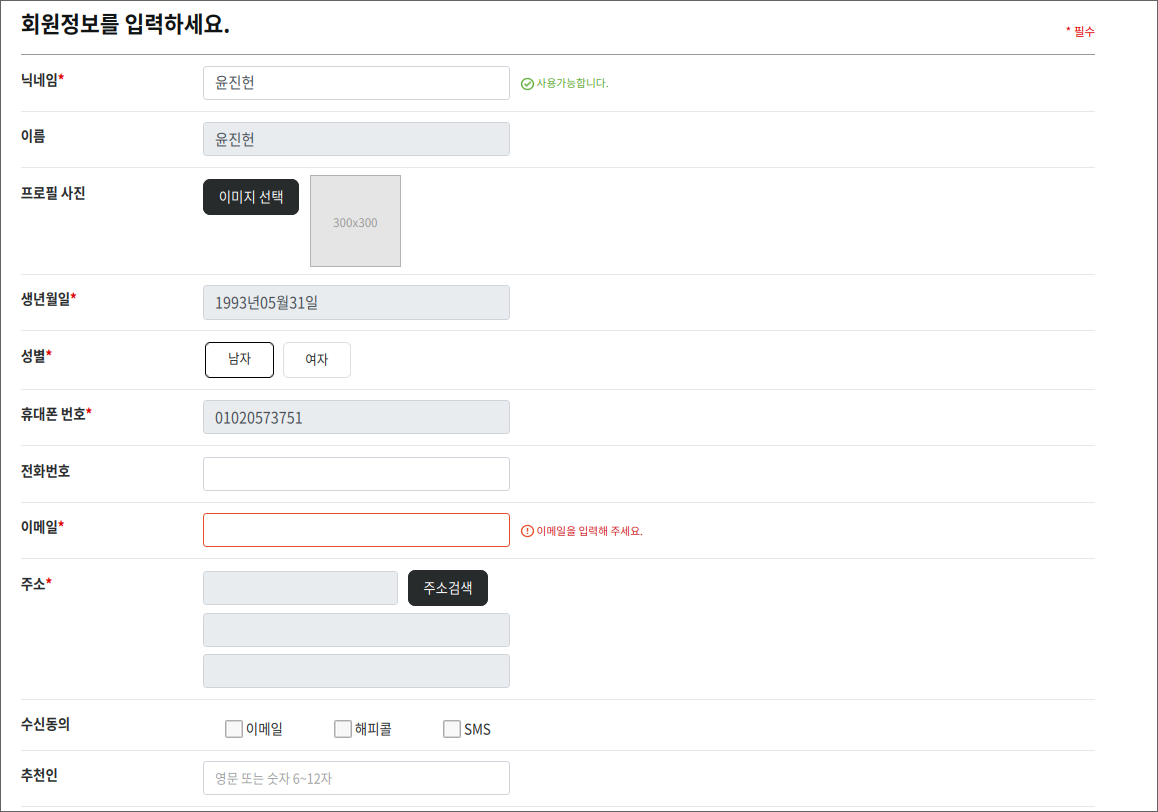 회원정보를 입력하세요.
* 필수
닉네임* 윤진헌 사용가능합니다.
이름 윤진헌
프로필 사진 이미지 선택 300x300
생년월일* 1993년05월31일
성별* 남자 여자
휴대폰 번호* 01020573751
전화번호
이메일* 이메일을 입력해 주세요.
주소* 주소검색
수신동의 이메일 해피콜 SMS
추천인 영문 또는 숫자 6~12자